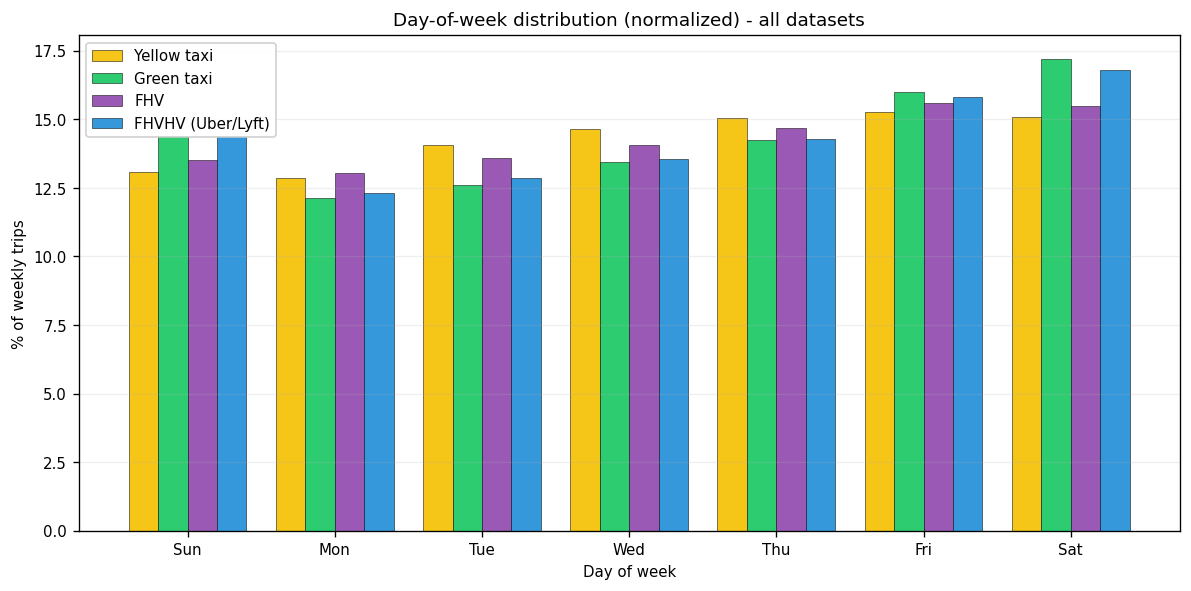 Day-of-week distribution (normalized) - all datasets
17.5
15.0
12.5
10.0
7.5
5.0
2.5
0.0
% of weekly trips
Yellow taxi
Green taxi
FHV
FHVHV (Uber/Lyft)
Sun Mon Tue Wed Thu Fri Sat
Day of week